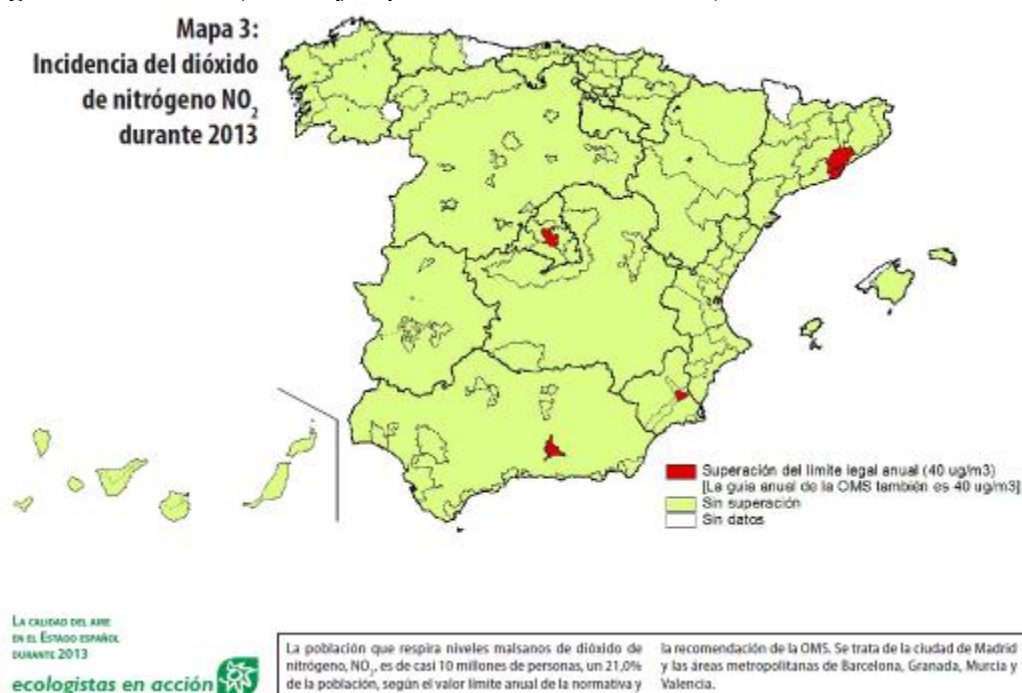 Mapa 3:
Incidencia del dióxido
de nitrógeno NO2
durante 2013
Superación del límite legal anual (40 ug/m3)
[La guía anual de la OMS también es 40 ug/m3]
Sin superación
Sin datos
LA CALIDAD DEL AIRE
EN EL ESTADO ESPAÑOL
DURANTE 2013
ecologistas en acción
La población que respira niveles malsanos de dióxido de
nitrógeno, NO2, es de casi 10 millones de personas, un 21,0%
de la población, según el valor límite anual de la normativa y
la recomendación de la OMS. Se trata de la ciudad de Madrid
y las áreas metropolitanas de Barcelona, Granada, Murcia y
Valencia.